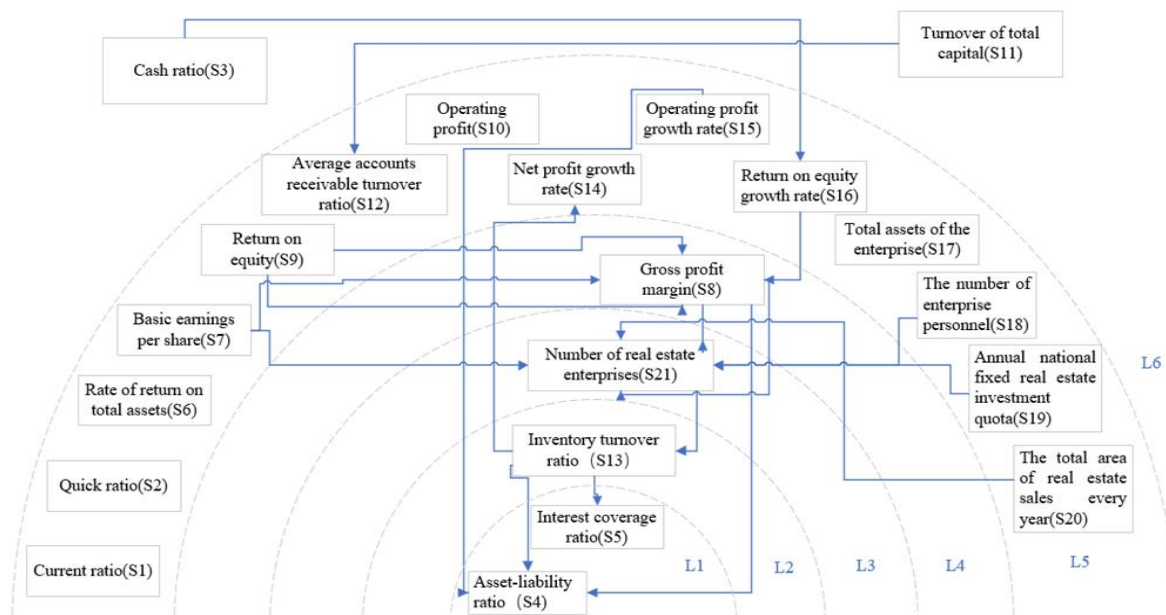 Turnover of total
capital(S11)
Cash ratio(S3)
Operating
profit(S10)
Operating profit
growth rate(S15)
Average accounts
receivable turnover
ratio(S12)
Net profit growth
rate(S14)
Return on equity
growth rate(S16)
Total assets of the
enterprise(S17)
Return on
equity(S9)
Gross profit
margin(S8)
The number of
enterprise
personnel(S18)
Basic earnings
per share(S7)
Number of real estate
enterprises(S21)
Annual national
fixed real estate
investment
quota(S19)
L6
Rate of return on
total assets(S6)
Inventory turnover
ratio（S13）
The total area
of real estate
sales every
year(S20)
Quick ratio(S2)
Interest coverage
ratio(S5)
Current ratio(S1)
L1
L2
L3
L4
L5
Asset-liability
ratio（S4）